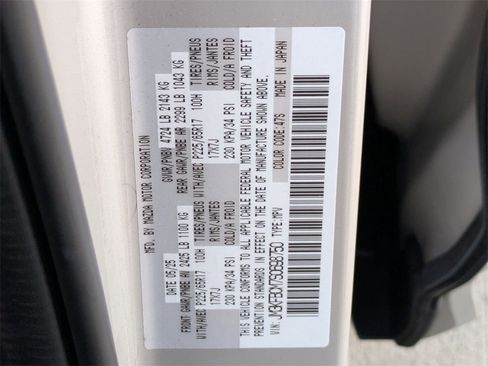 MFD. BY MAZDA MOTOR CORPORATION
DATE 05/25 GVWR/PNBV 4724 LB 2143 KG
GAWR/PNBE AV 2425 LB 1100 KG REAR GAWR/PNBE AR 2299 LB 1043 KG
WITH/AVEC P225/65R17 100H TIRES/PNEUS WITH/AVEC P225/65R17 100H TIRES/PNEUS
17X7J RIMS/JANTES 17X7J RIMS/JANTES
230 KPA/34 PSI COLD/A FROID 230 KPA/34 PSI COLD/A FROID
THIS VEHICLE CONFORMS TO ALL APPLICABLE FEDERAL MOTOR VEHICLE SAFETY AND THEFT
PREVENTION STANDARDS IN EFFECT ON THE DATE OF MANUFACTURE SHOWN ABOVE.
VIN: TYPE:MPV COLOR CODE:47S MADE IN JAPAN